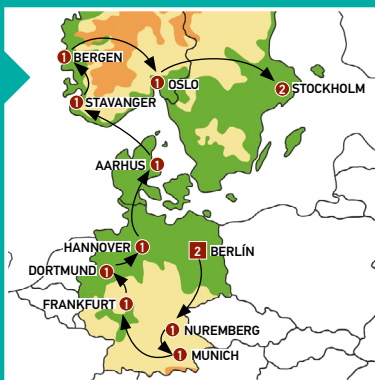 1 BERGEN
1 OSLO
2 STOCKHOLM
1 STAVANGER
AARHUS 1
HANNOVER 1
2 BERLÍN
DORTMUND 1
FRANKFURT 1
1 NUREMBERG
1 MUNICH